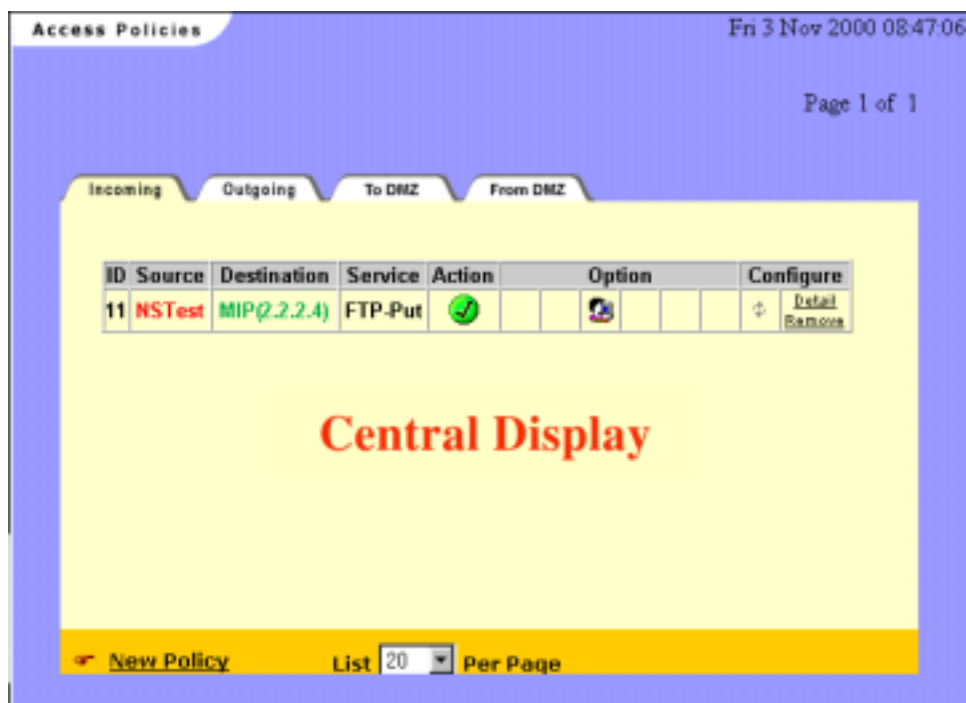 Access Policies
Fri 3 Nov 2000 08:47:06
Page 1 of 1
Incoming Outgoing To DMZ From DMZ
ID Source Destination Service Action Option Configure
11 NSTest MIP(2.2.2.4) FTP-Put Detail
Remove
Central Display
New Policy List 20 Per Page